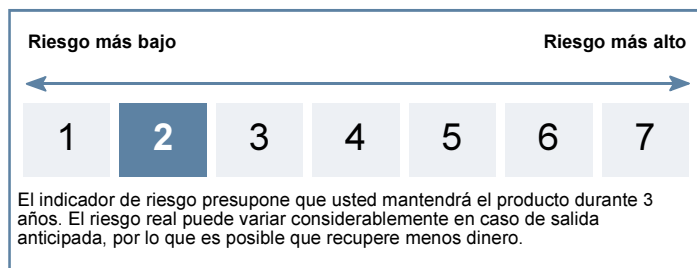 Riesgo más bajo Riesgo más alto
1 2 3 4 5 6 7
El indicador de riesgo presupone que usted mantendrá el producto durante 3
años. El riesgo real puede variar considerablemente en caso de salida
anticipada, por lo que es posible que recupere menos dinero.